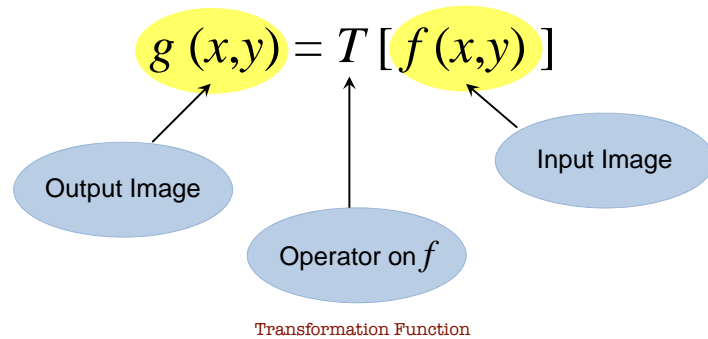 g (x,y) = T [ f (x,y) ]
Output Image
Input Image
Operator on f
Transformation Function